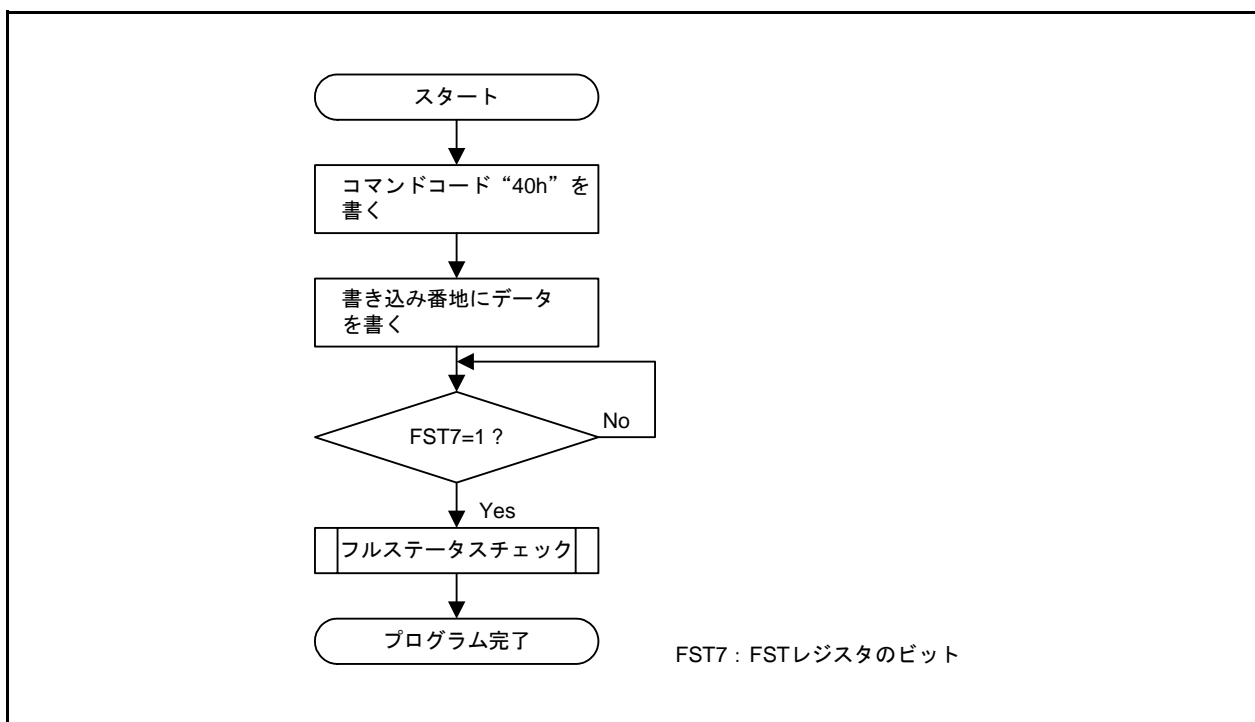 スタート
コマンドコード“40h”を
書く
書き込み番地にデータ
を書く
FST7=1 ?
No
Yes
フルステータスチェック
プログラム完了
FST7 : FSTレジスタのビット